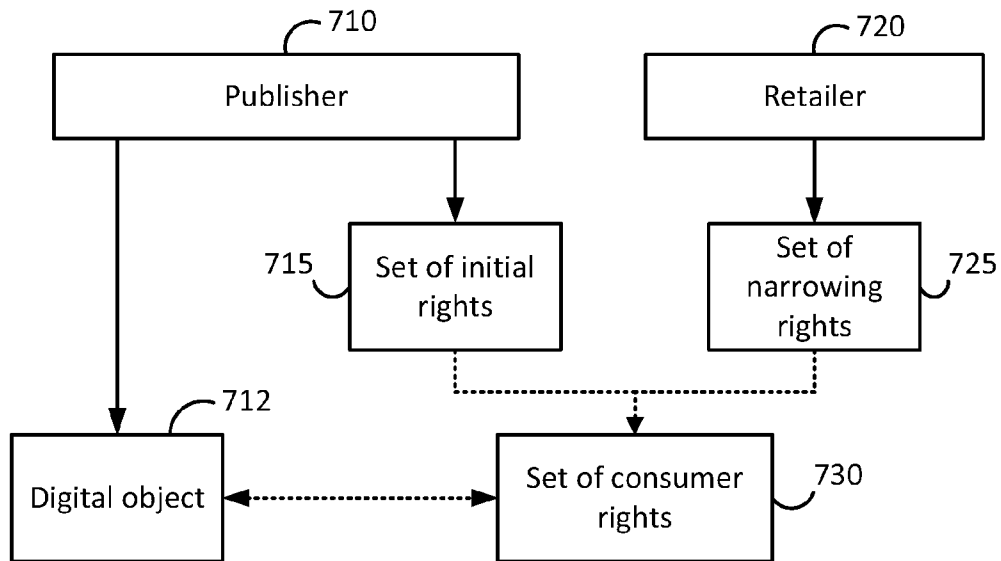 710
720
Publisher
Retailer
715
Set of initial
rights
Set of
narrowing
rights
725
712
Digital object
Set of consumer
rights
730